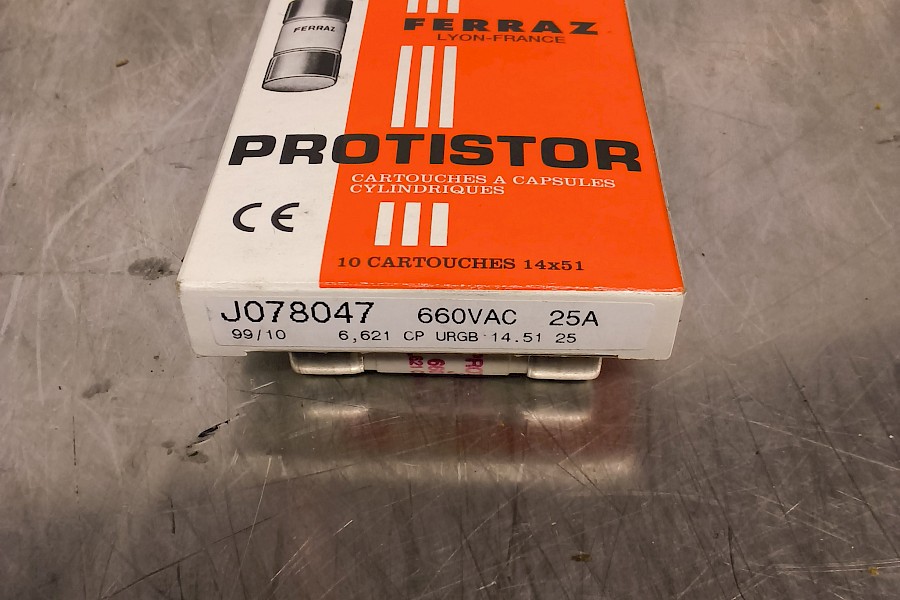 FERRAZ
FERRAZ
LYON-FRANCE
PROTISTOR
CARTOUCHES A CAPSULES
CYLINDRIQUES
CE
10 CARTOUCHES 14x51
J078047 660VAC 25A
99/10 6,621 CP URGB 14.51 25